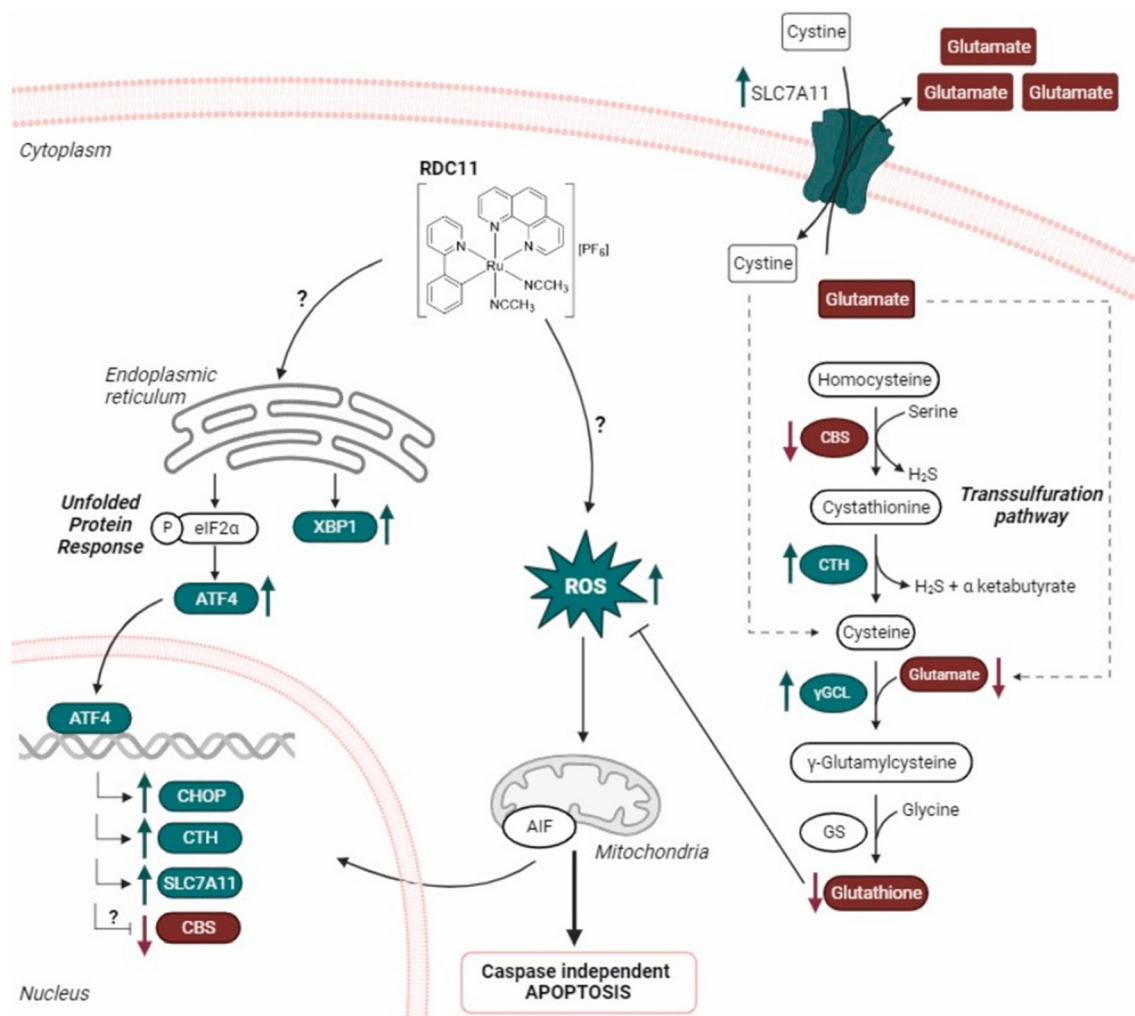 Cystine
Glutamate
Glutamate
Glutamate
SLC7A11
Cytoplasm
RDC11
N
N
N
Ru
[PF₆]
NCCH₃
NCCH₃
Cystine
Glutamate
?
Endoplasmic
reticulum
?
Homocysteine
Serine
CBS
H₂S
Transsulfuration
pathway
Cystathionine
Unfolded
Protein
Response
P
eIF2α
XBP1
CTH
H₂S + α ketabutyrate
ATF4
ROS
Cysteine
Glutamate
γGCL
ATF4
γ-Glutamylcysteine
CHOP
AIF
Mitochondria
Glycine
GS
CTH
SLC7A11
Glutathione
?
CBS
Caspase independent
APOPTOSIS
Nucleus